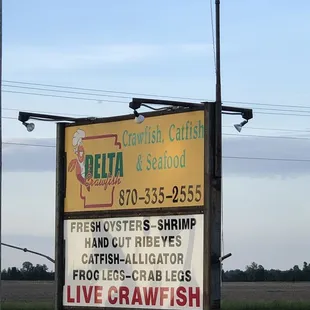 Crawfish, Catfish
& Seafood
DELTA
Crawfish
870-335-2555
FRESH OYSTERS-SHRIMP
HAND CUT RIBEYES
CATFISH-ALLIGATOR
FROG LEGS-CRAB LEGS
LIVE CRAWFISH